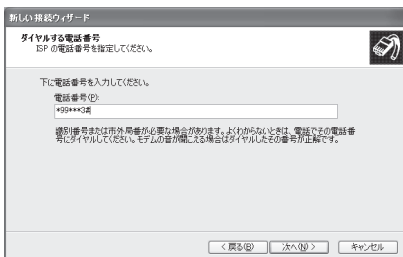 新しい接続ウィザード
ダイヤルする電話番号
ISP の電話番号を指定してください。
下に電話番号を入力してください。
電話番号(P):
*99***3#
識別番号または市外局番が必要な場合があります。よくわからないときは、電話でその電話番
号にダイヤルしてください。モデムの音が聞こえる場合はダイヤルしたその番号が正解です。
< 戻る(B)
次へ(N) >
キャンセル